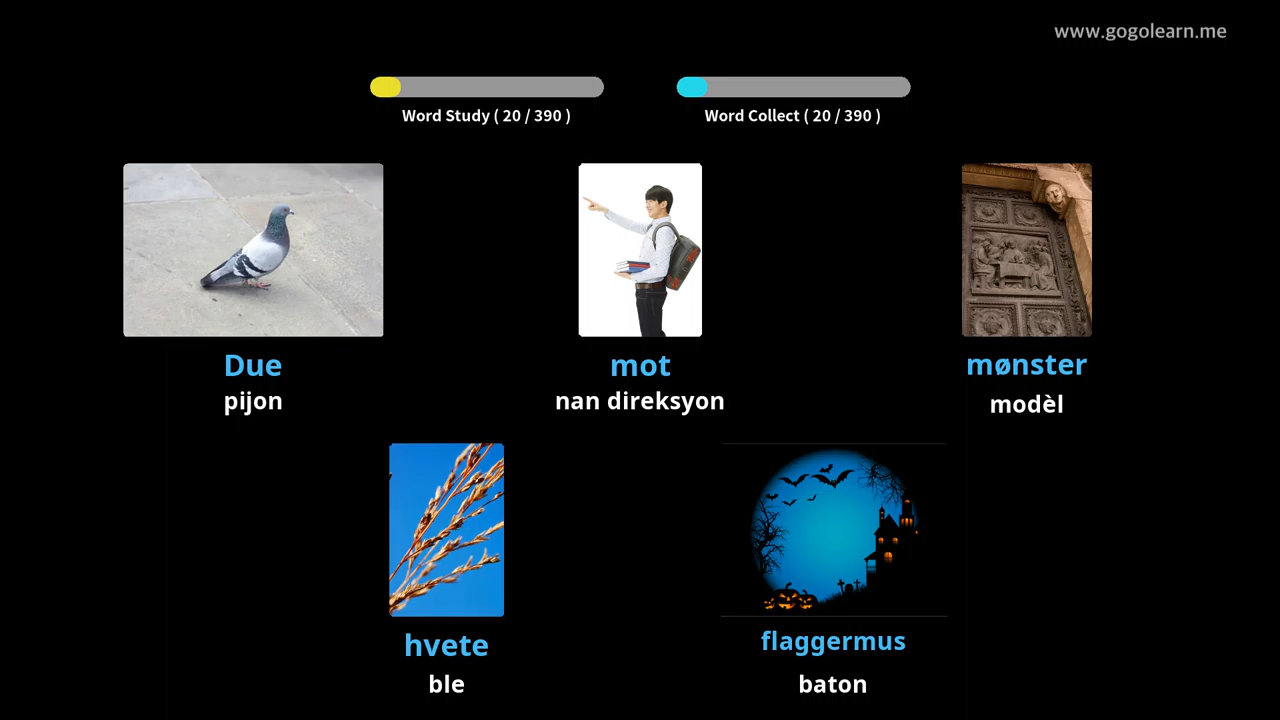 www.gogolearn.me
Word Study ( 20 / 390 )
Word Collect ( 20 / 390 )
Due
pijon
mot
nan direksyon
mønster
modèl
hvete
ble
flaggermus
baton